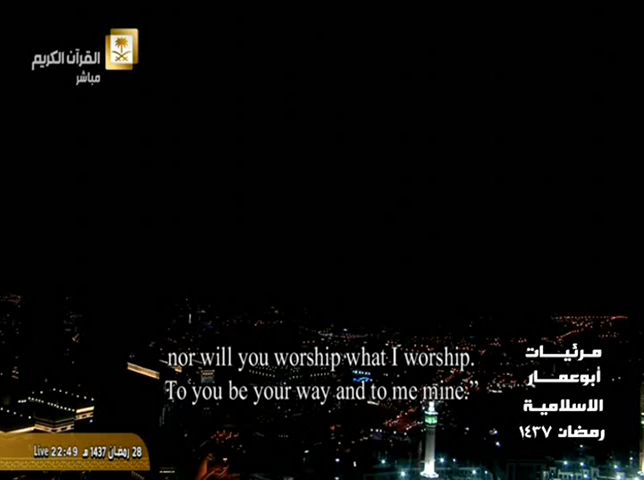 القرآن الكريم
مباشر
nor will you worship what I worship.
To you be your way and to me mine."
مرئيات
أبوعمار
الاسلامية
رمضان ١٤٣٧
Live 22:49 28 رمضان 1437 هـ